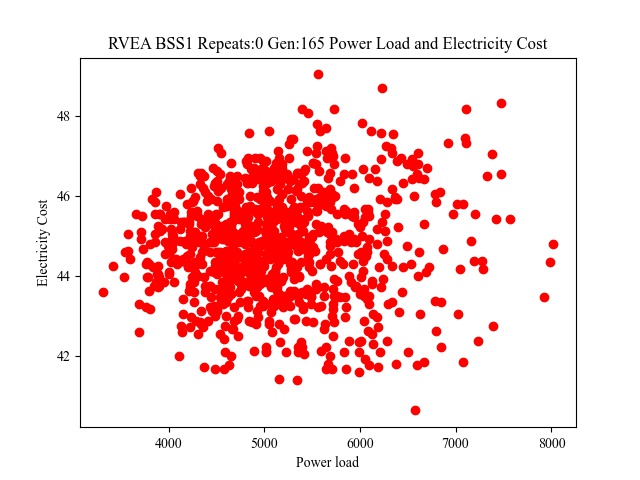 RVEA BSS1 Repeats:0 Gen:165 Power Load and Electricity Cost
48
46
44
42
Electricity Cost
4000 5000 6000 7000 8000
Power load